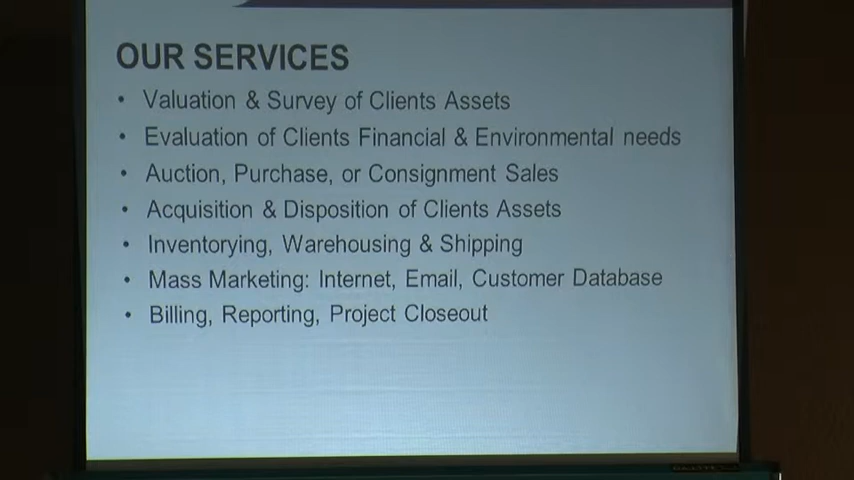 OUR SERVICES
• Valuation & Survey of Clients Assets
• Evaluation of Clients Financial & Environmental needs
• Auction, Purchase, or Consignment Sales
• Acquisition & Disposition of Clients Assets
• Inventorying, Warehousing & Shipping
• Mass Marketing: Internet, Email, Customer Database
• Billing, Reporting, Project Closeout